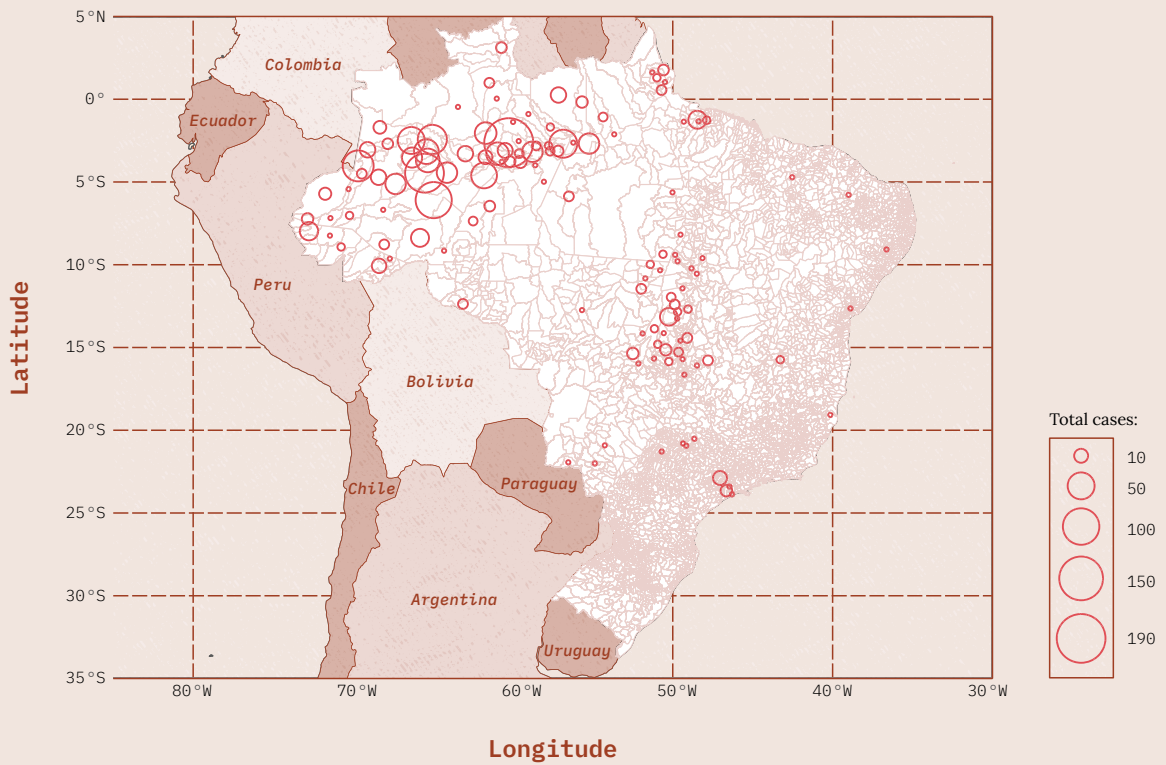 5°N
Colombia
0°
Ecuador
5°S
10°S
Peru
15°S
Bolivia
Latitude
20°S
Total cases:
10
Chile
Paraguay
50
25°S
100
150
30°S
Argentina
190
Uruguay
35°S
80°W
70°W
60°W
50°W
40°W
30°W
Longitude